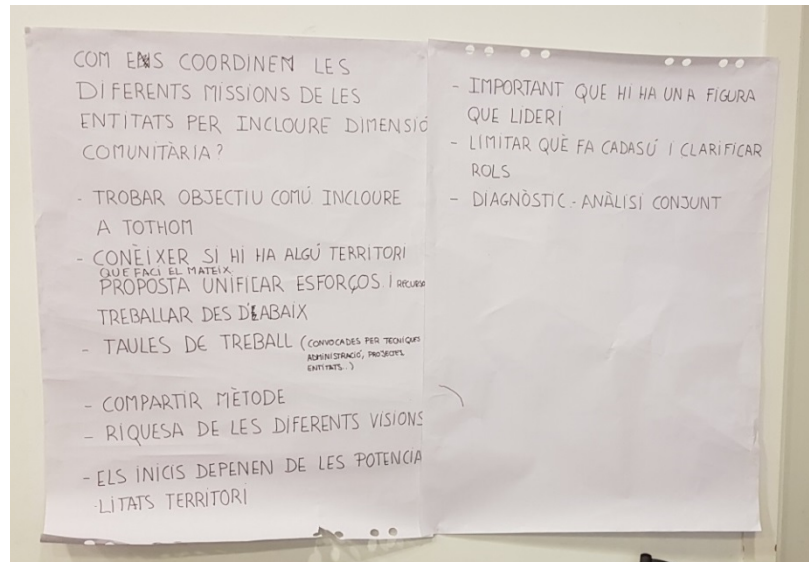 COM ENS COORDINEM LES
DIFERENTS MISSIONS DE LES
ENTITATS PER INCLOURE DIMENSIÓ
COMUNITÀRIA?
- TROBAR OBJECTIU COMÚ. INCLOURE
A TOTHOM
- CONÈIXER SI HI HA ALGÚ TERRITORI
QUE FACI EL MATEIX.
PROPOSTA UNIFICAR ESFORÇOS I RECURSOS
TREBALLAR DES D'ABAIX
- TAULES DE TREBALL (CONVOCADES PER TECNIQUES
ADMINISTRACIÓ, PROJECTES,
ENTITATS..)
- COMPARTIR MÈTODE
- RIQUESA DE LES DIFERENTS VISIONS
- ELS INICIS DEPENEN DE LES POTENCIA
-LITATS TERRITORI
- IMPORTANT QUE HI HA UNA FIGURA
QUE LIDERI
- LIMITAR QUÈ FA CADASÚ I CLARIFICAR
ROLS
- DIAGNÒSTIC - ANÀLISI CONJUNT